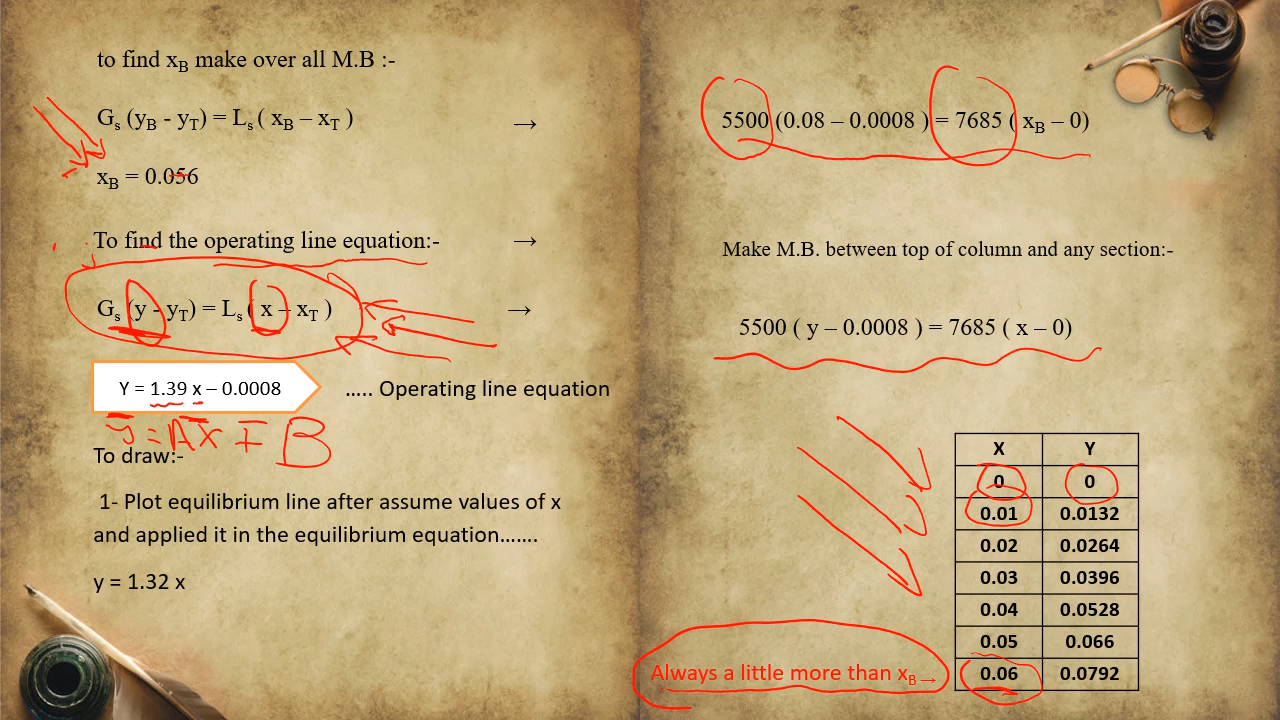 to find xB make over all M.B :-
Gs (yB - yT) = Ls ( xB – xT ) →
xB = 0.056
To find the operating line equation:- →
Gs (y - yT) = Ls ( x – xT ) →
Y = 1.39 x – 0.0008 ..... Operating line equation
y = Ax ∓ B
To draw:-
1- Plot equilibrium line after assume values of x
and applied it in the equilibrium equation.......
y = 1.32 x
5500 (0.08 – 0.0008 ) = 7685 ( xB – 0)
Make M.B. between top of column and any section:-
5500 ( y – 0.0008 ) = 7685 ( x – 0)
X Y
0 0
0.01 0.0132
0.02 0.0264
0.03 0.0396
0.04 0.0528
0.05 0.066
0.06 0.0792
Always a little more than xB →